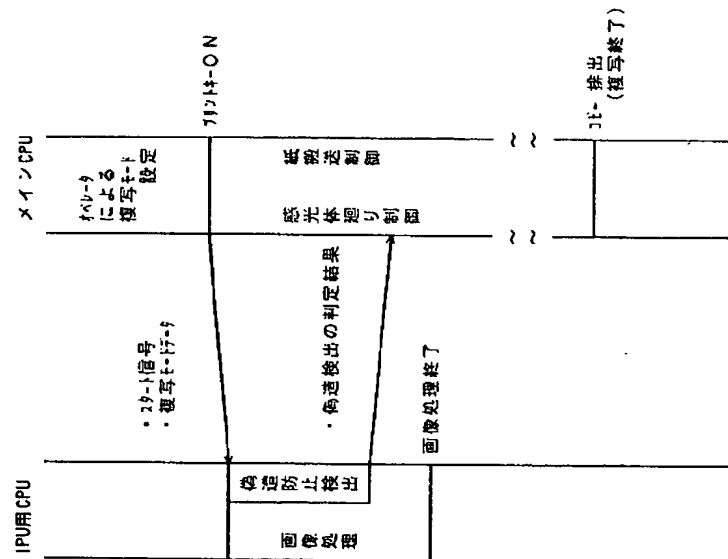 メインCPU
オペレータ
による
複写モード
設定
プリントキーON
紙搬送制御
感光体廻り制御
コピー排出
(複写終了)
・スタート信号
・複写モードデータ
・偽造検出の判定結果
IPU用CPU
偽造防止検出
画像処理
画像処理終了